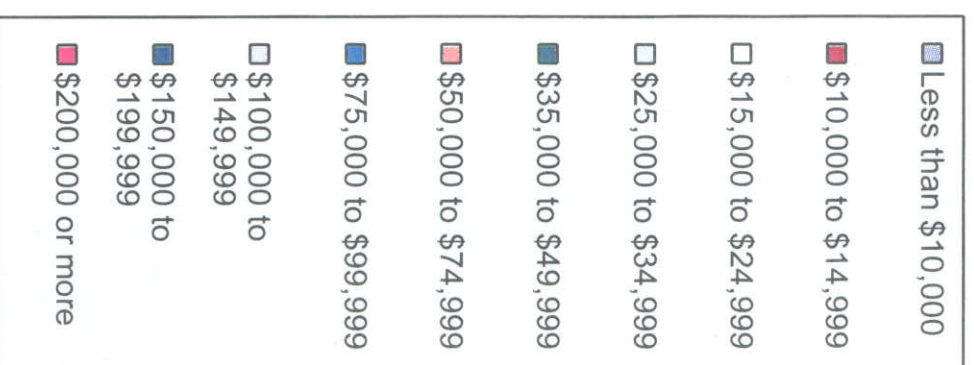 Less than $10,000
$10,000 to $14,999
$15,000 to $24,999
$25,000 to $34,999
$35,000 to $49,999
$50,000 to $74,999
$75,000 to $99,999
$100,000 to
$149,999
$150,000 to
$199,999
$200,000 or more